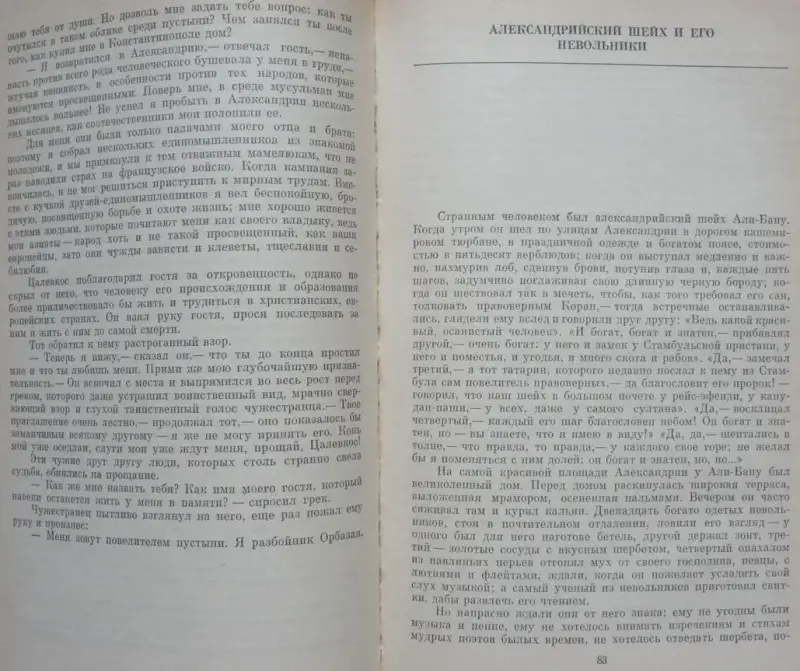 маю тебя от души. Но дозволь мне задать тебе вопрос: как ты
очутился в таком облике среди пустыни? Чем занялся ты после
того, как купил мне в Константинополе дом?
— Я возвратился в Александрию,— отвечал гость,— нена-
висть против всего рода человеческого бушевала у меня в груди,—
жгучая ненависть, в особенности против тех народов, которые
именуются просвещенными. Поверь мне, в среде мусульман мне
дышалось вольнее! Не успел я пробыть в Александрии несколь-
ких месяцев, как соотечественники мои полонили ее.
Для меня они были только палачами моего отца и брата;
поэтому я собрал нескольких единомышленников из знакомой
молодежи, и мы примкнули к тем отважным мамелюкам, что не
раз наводили страх на французское войско. Когда кампания за-
кончилась, я не мог решиться приступить к мирным трудам. Вме-
сте с кучкой друзей-единомышленников я вел беспокойную, бро-
дячую, посвященную борьбе и охоте жизнь; мне хорошо живется
с этими людьми, которые почитают меня как своего владыку, ведь
мои азиаты — народ хоть и не такой просвещенный, как ваши
европейцы, зато они чужды зависти и клеветы, тщеславия и се-
билюбия.
Цалевкос поблагодарил гостя за откровенность, однако не
скрыл от него, что человеку его происхождения и образования
более приличествовало бы жить и трудиться в христианских, ев-
ропейских странах. Он взял руку гостя, прося последовать за
ним и жить с ним до самой смерти.
Тот обратил к нему растроганный взор.
— Теперь я вижу,— сказал он,— что ты до конца простил
мне и что ты любишь меня. Прими же мою глубочайшую призна-
тельность.— Он вскочил с места и выпрямился во весь рост перед
греком, которого даже устрашил воинственный вид, мрачно свер-
кающий взор и глухой таинственный голос чужестранца.— Твое
приглашение очень лестно,— продолжал тот,— оно показалось бы
заманчивым всякому другому — я же не могу принять его. Конь
мой уже оседлан, слуги мои уже ждут меня, прощай, Цалевкос!
Эти чужие друг другу люди, которых столь странно свела
судьба, обнялись на прощание.
— Как же мне назвать тебя? Как имя моего гостя, который
навеки останется жить у меня в памяти? — спросил грек.
Чужестранец пытливо взглянул на него, еще раз пожал ему
руку и произнес:
— Меня зовут повелителем пустыни. Я разбойник Орбазан.
АЛЕКСАНДРИЙСКИЙ ШЕЙХ И ЕГО
НЕВОЛЬНИКИ
Странным человеком был александрийский шейх Али-Бану.
Когда утром он шел по улицам Александрии в дорогом кашеми-
ровом тюрбане, в праздничной одежде и богатом поясе, стоимо-
стью в пятьдесят верблюдов; когда он выступал медленно и важ-
но, нахмурив лоб, сдвинув брови, потупив глаза и, каждые пять
шагов, задумчиво поглаживая свою длинную черную бороду; ко-
гда он шествовал так в мечеть, чтобы, как того требовал его сан,
толковать правоверным Коран,— тогда встречные останавлива-
лись, глядели ему вслед и говорили друг другу: «Ведь какой краси-
вый, осанистый человек». «И богат, богат и знатен,— прибавлял
другой,— очень богат: у него и замок у Стамбульской пристани, у
него и поместья, и угодья, и много скота и рабов». «Да,— замечал
третий,— а тот татарин, которого недавно послал к нему из Стам-
була сам повелитель правоверных,— да благословит его пророк! —
говорил, что наш шейх в большом почете у рейс-эфенди, у капу-
дан-паши,— у всех, даже у самого султана». «Да,— восклицал
четвертый,— каждый его шаг благословен небом! Он богат и зна-
тен, но — вы знаете, что я имею в виду!» «Да, да,— шептались в
толпе,— что правда, то правда,— у каждого свое горе; не желал
бы я поменяться с ним долей; он богат и знатен, но, но...»
На самой красивой площади Александрии у Али-Бану был
великолепный дом. Перед домом раскинулась широкая терраса,
выложенная мрамором, осененная пальмами. Вечером он часто
сиживал там и курил кальян. Двенадцать богато одетых неволь-
ников, стоя в почтительном отдалении, ловили его взгляд — у
одного был для него наготове бетель, другой держал зонт, тре-
тий — золотые сосуды с вкусным шербетом, четвертый опахалом
из павлиньих перьев отгонял мух от своего господина, певцы, с
лютнями и флейтами, ждали, когда он пожелает усладить свой
слух музыкой; а самый ученый из невольников приготовил свит-
ки, дабы развлечь его чтением.
Но напрасно ждали они от него знака: ему не угодны были
музыка и пение, ему не хотелось внимать изречениям и стихам
мудрых поэтов былых времен, не хотелось отведать шербета, по-
83